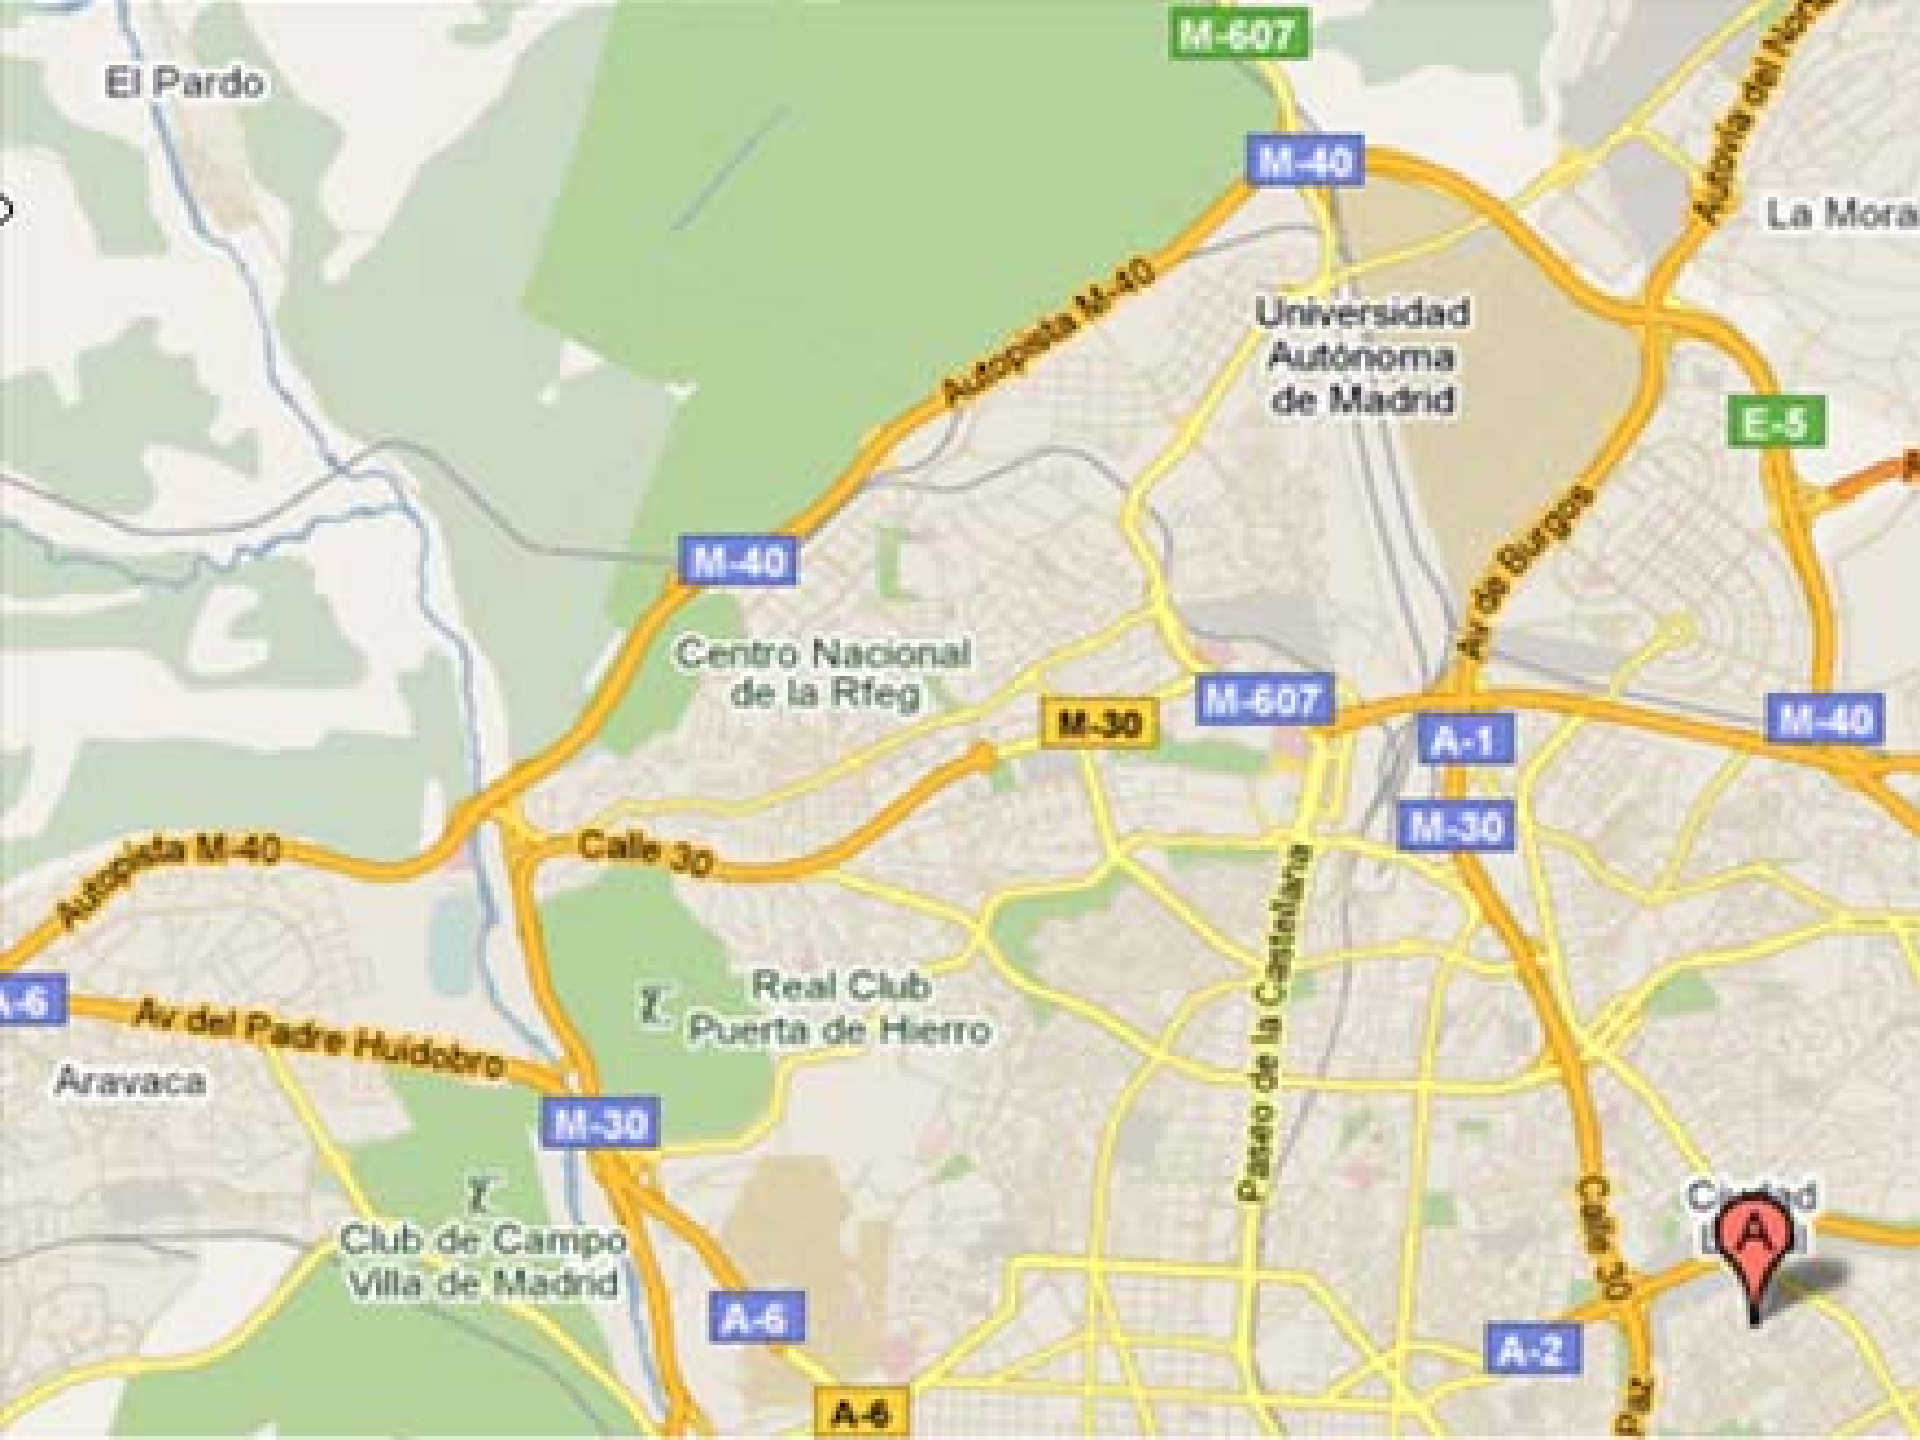 M-607
El Pardo
Autovía del Nor
M-40
La Mora
Autopista M-40
Universidad
Autónoma
de Madrid
E-5
M-40
Av de Burgos
Centro Nacional
de la Rfeg
M-30
M-607
A-1
M-40
M-30
Calle 30
Autopista M-40
Paseo de la Castellana
A-6
Av del Padre Huidobro
Real Club
Puerta de Hierro
Aravaca
M-30
Calle 30
A
Club de Campo
Villa de Madrid
A-6
A-2
A-6
Paz